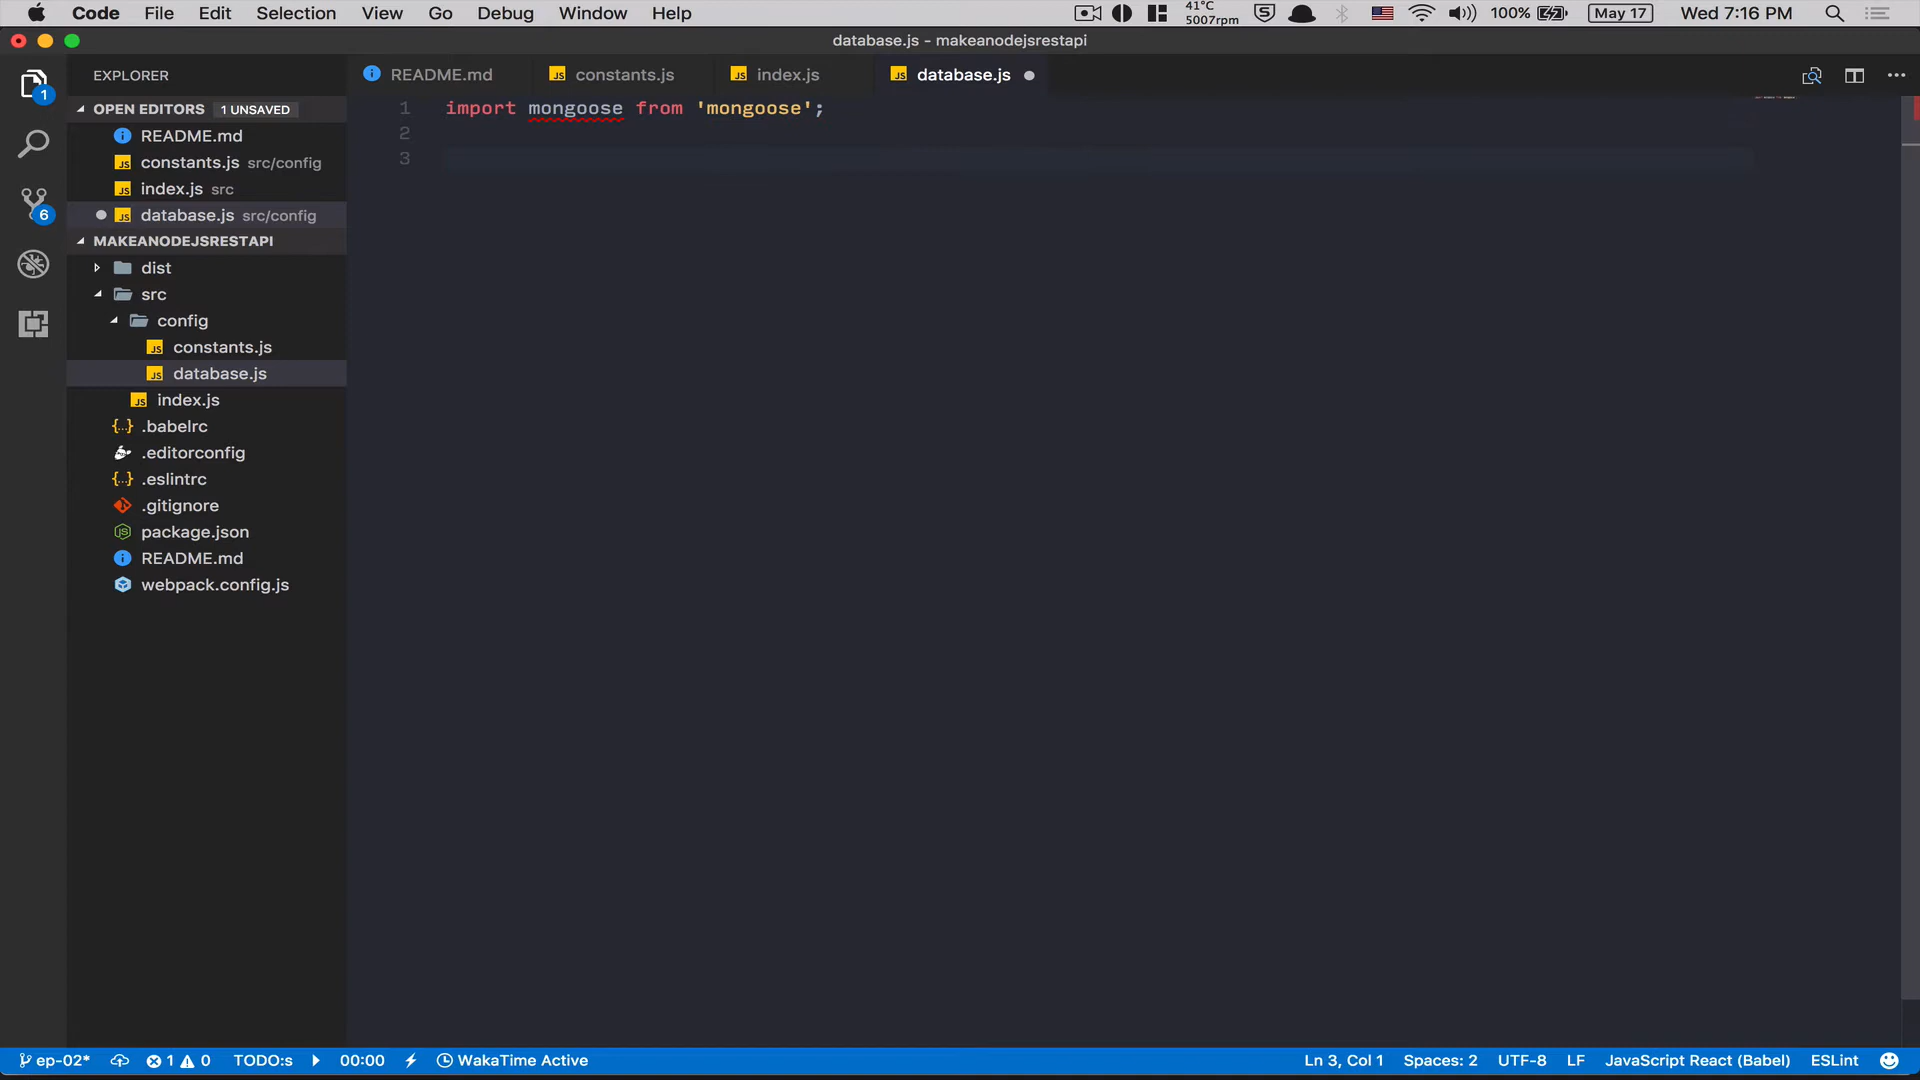 Code File Edit Selection View Go Debug Window Help 41°C 5007rpm 100% May 17 Wed 7:16 PM
database.js - makeanodejsrestapi
EXPLORER
OPEN EDITORS 1 UNSAVED
README.md
constants.js src/config
index.js src
database.js src/config
MAKEANODEJSRESTAPI
dist
src
config
constants.js
database.js
index.js
.babelrc
.editorconfig
.eslintrc
.gitignore
package.json
README.md
webpack.config.js
1
6
README.md constants.js index.js database.js
1 import mongoose from 'mongoose';
2
3
ep-02* 1 0 TODO:s 00:00 WakaTime Active Ln 3, Col 1 Spaces: 2 UTF-8 LF JavaScript React (Babel) ESLint